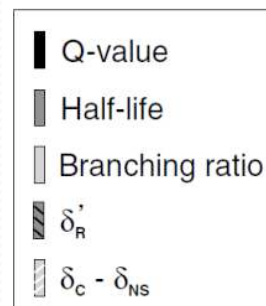 Q-value
Half-life
Branching ratio
δ'R
δC - δNS